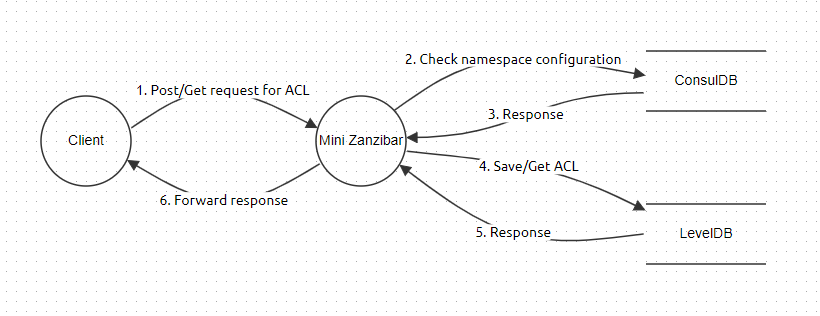 2. Check namespace configuration
ConsulDB
1. Post/Get request for ACL
3. Response
Client
Mini Zanzibar
4. Save/Get ACL
6. Forward response
5. Response
LevelDB